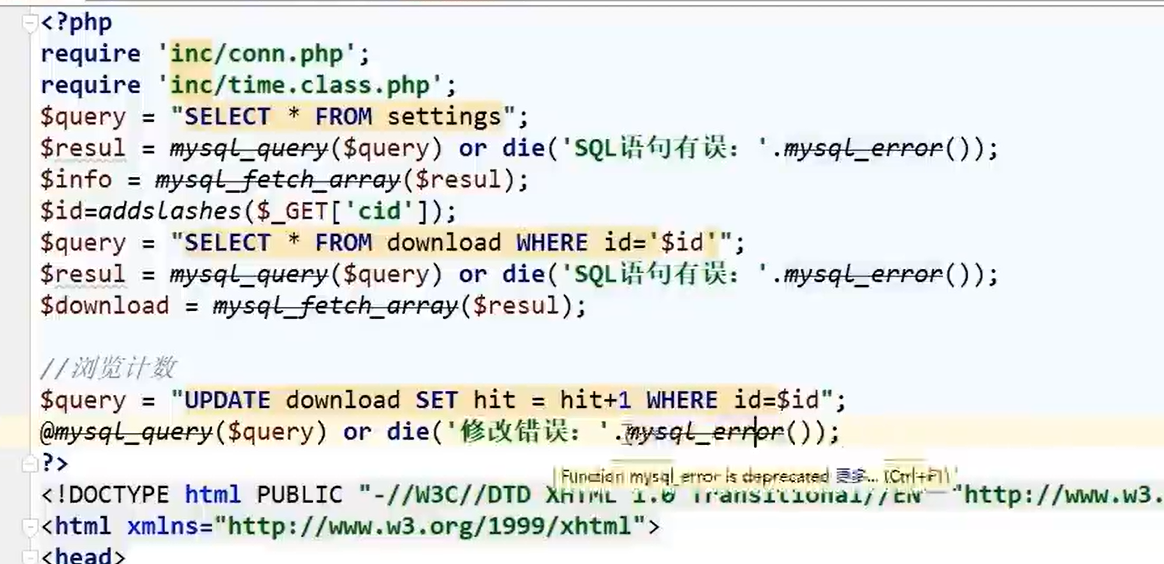 <?php
require 'inc/conn.php';
require 'inc/time.class.php';
$query = "SELECT * FROM settings";
$resul = mysql_query($query) or die('SQL语句有误：'.mysql_error());
$info = mysql_fetch_array($resul);
$id=addslashes($_GET['cid']);
$query = "SELECT * FROM download WHERE id='$id'";
$resul = mysql_query($query) or die('SQL语句有误：'.mysql_error());
$download = mysql_fetch_array($resul);
//浏览计数
$query = "UPDATE download SET hit = hit+1 WHERE id=$id";
@mysql_query($query) or die('修改错误：'.mysql_error());
?>
Function mysql_error is deprecated 更多... (Ctrl+F1)
<!DOCTYPE html PUBLIC "-//W3C//DTD XHTML 1.0 Transitional//EN" "http://www.w3.
<html xmlns="http://www.w3.org/1999/xhtml">
<head>